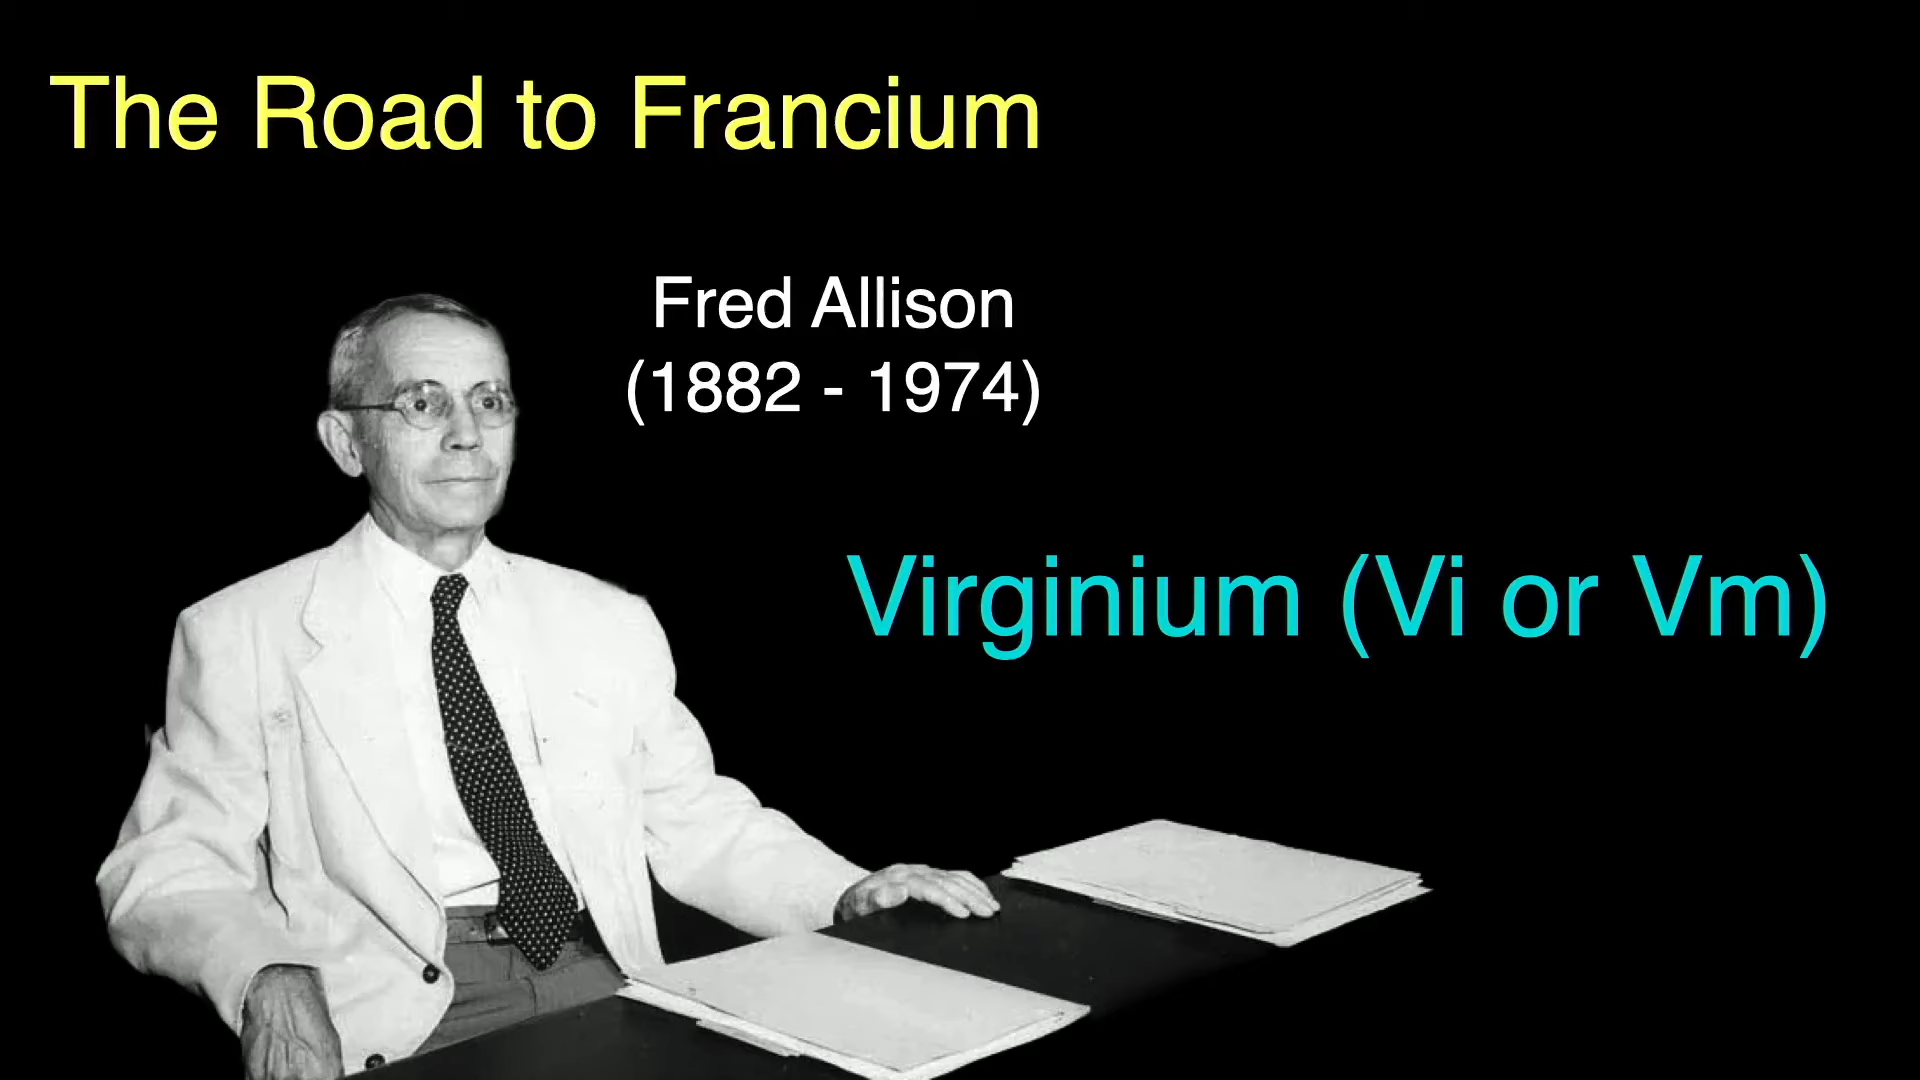 The Road to Francium
Fred Allison
(1882 - 1974)
Virginium (Vi or Vm)